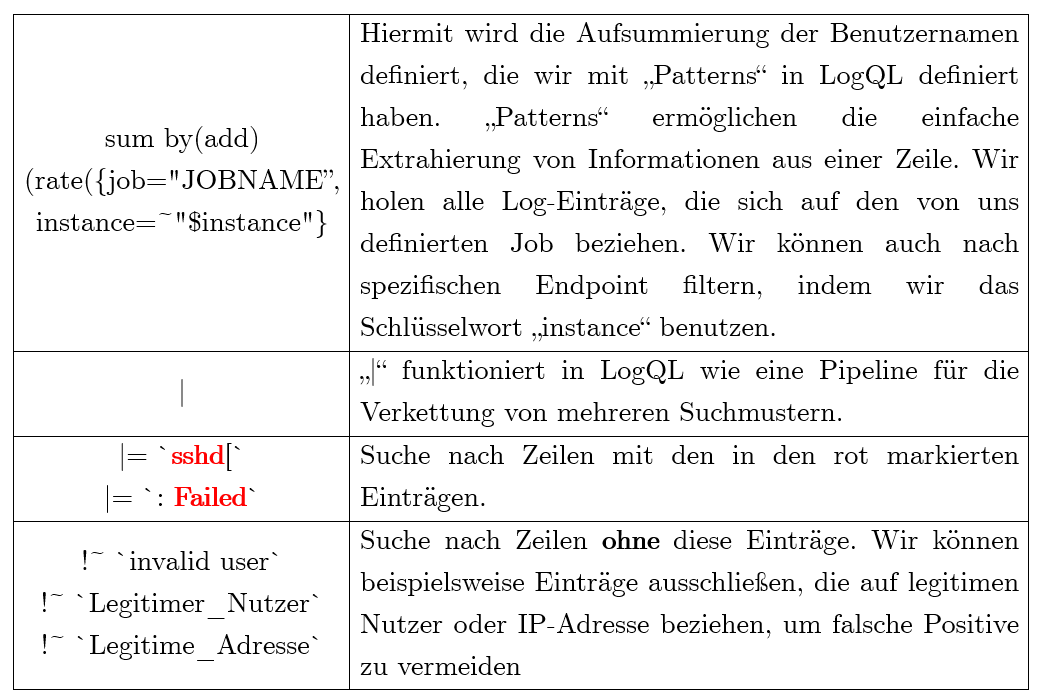 sum by(add)
(rate({job="JOBNAME”,
instance=~"$instance"}
Hiermit wird die Aufsummierung der Benutzernamen
definiert, die wir mit „Patterns“ in LogQL definiert
haben. „Patterns“ ermöglichen die einfache
Extrahierung von Informationen aus einer Zeile. Wir
holen alle Log-Einträge, die sich auf den von uns
definierten Job beziehen. Wir können auch nach
spezifischen Endpoint filtern, indem wir das
Schlüsselwort „instance“ benutzen.
|
„|“ funktioniert in LogQL wie eine Pipeline für die
Verkettung von mehreren Suchmustern.
|= `sshd[`
|= `: Failed`
Suche nach Zeilen mit den in den rot markierten
Einträgen.
!~ `invalid user`
!~ `Legitimer_Nutzer`
!~ `Legitime_Adresse`
Suche nach Zeilen ohne diese Einträge. Wir können
beispielsweise Einträge ausschließen, die auf legitimen
Nutzer oder IP-Adresse beziehen, um falsche Positive
zu vermeiden